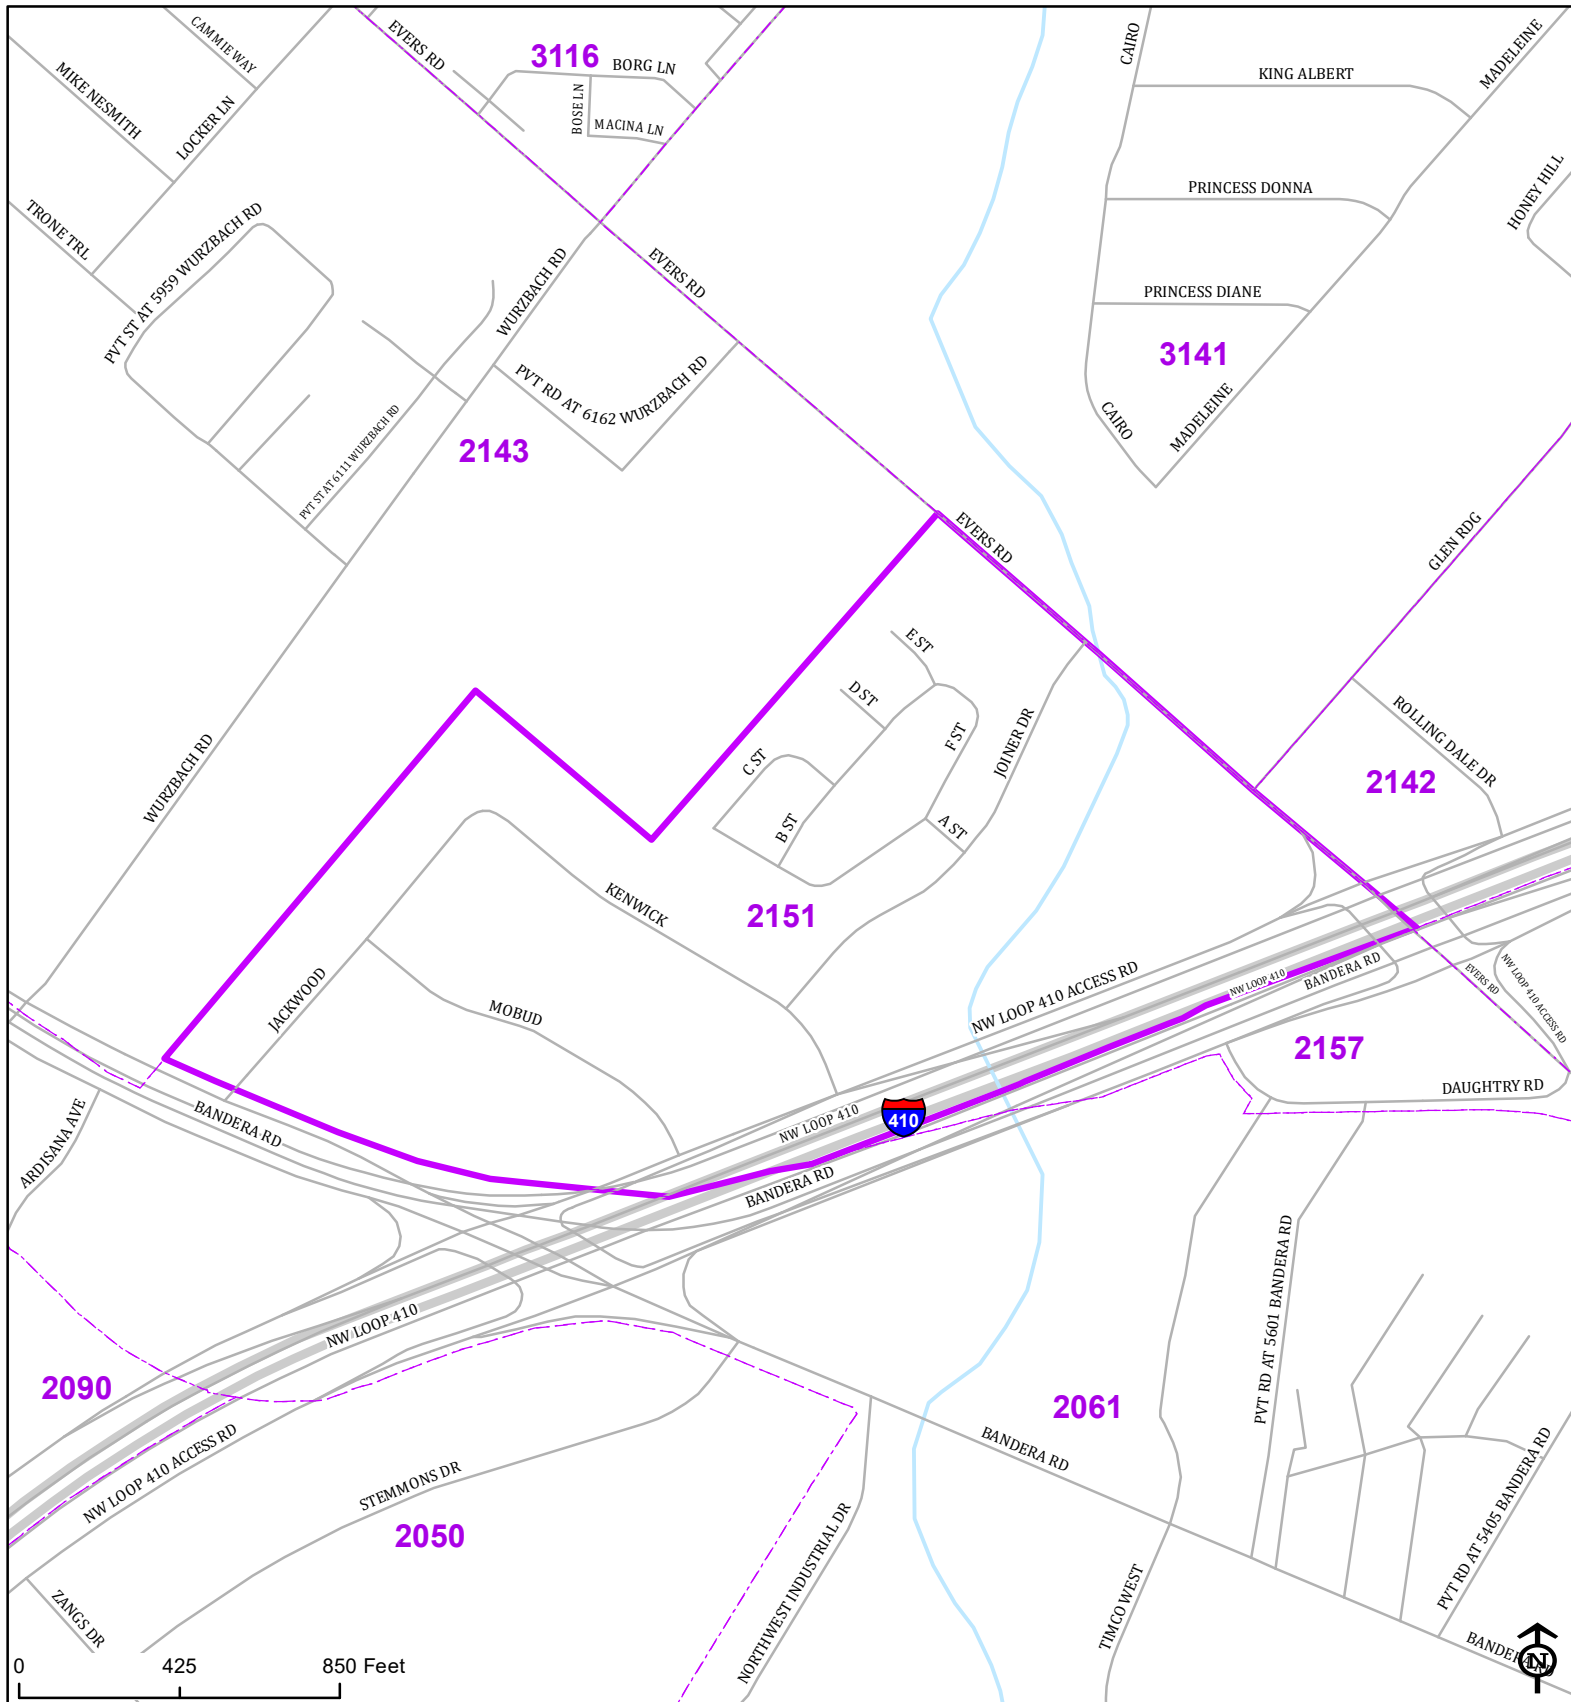 CAMMIE WAY
EVERS RD
3116
BORG LN
CAIRO
KING ALBERT
MADELEINE
MIKE NESMITH
LOCKER LN
BOSE LN
MACINA LN
PRINCESS DONNA
HONEY HILL
TRONE TRL
PVT ST AT 5959 WURZBACH RD
WURZBACH RD
EVERS RD
PRINCESS DIANE
3141
PVT RD AT 6162 WURZBACH RD
CAIRO
MADELEINE
PVT ST AT 6111 WURZBACH RD
2143
EVERS RD
GLEN RDG
E ST
D ST
F ST
JOINER DR
ROLLING DALE DR
C ST
WURZBACH RD
2142
B ST
A ST
KENWICK
2151
JACKWOOD
MOBUD
NW LOOP 410 ACCESS RD
NW LOOP 410
BANDERA RD
EVERS RD
NW LOOP 410 ACCESS RD
2157
DAUGHTRY RD
BANDERA RD
NW LOOP 410
410
ARDISANA AVE
BANDERA RD
PVT RD AT 5601 BANDERA RD
NW LOOP 410
2090
2061
BANDERA RD
NW LOOP 410 ACCESS RD
STEMMONS DR
2050
NORTHWEST INDUSTRIAL DR
PVT RD AT 5405 BANDERA RD
ZANGS DR
TIMCO WEST
BANDERA RD
N
0 425 850 Feet